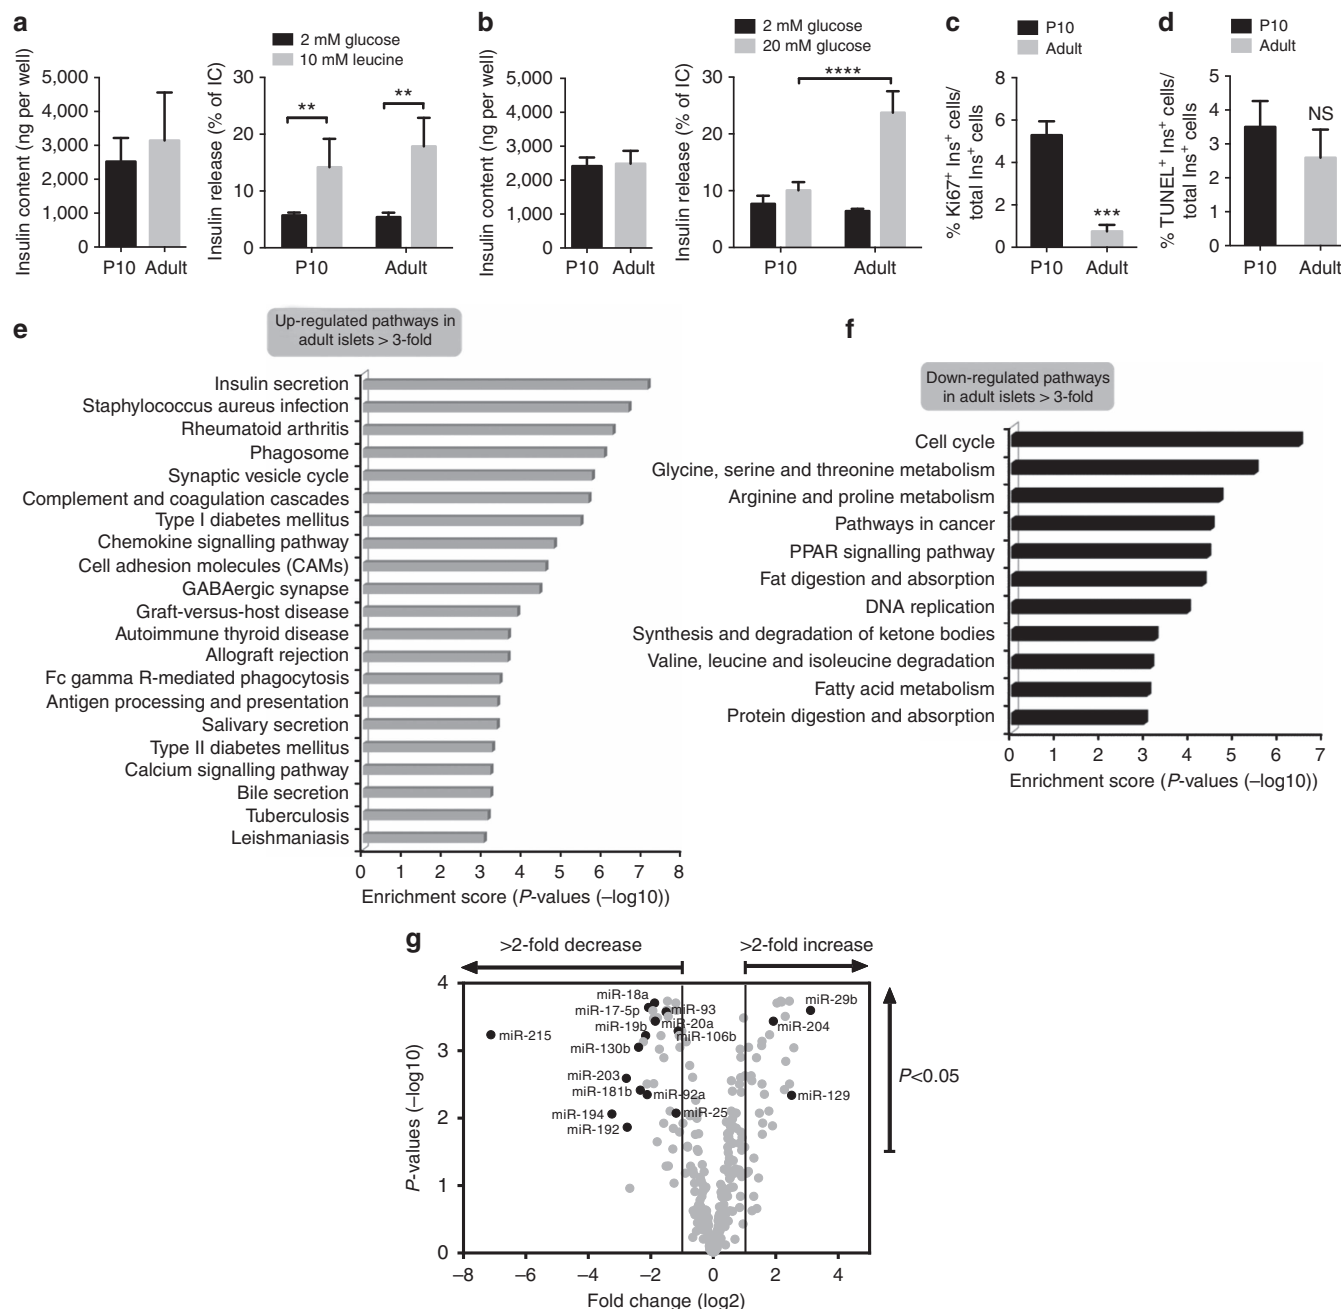 a
Insulin content (ng per well)
5,000
4,000
3,000
2,000
1,000
0
P10 Adult
2 mM glucose
10 mM leucine
Insulin release (% of IC)
30
20
10
0
** **
P10 Adult
b
Insulin content (ng per well)
5,000
4,000
3,000
2,000
1,000
0
P10 Adult
2 mM glucose
20 mM glucose
Insulin release (% of IC)
30
20
10
0
****
P10 Adult
c
P10
Adult
% Ki67+ Ins+ cells/
total Ins+ cells
8
6
4
2
0
***
P10 Adult
d
P10
Adult
% TUNEL+ Ins+ cells/
total Ins+ cells
5
4
3
2
1
0
NS
P10 Adult
e
Up-regulated pathways in
adult islets > 3-fold
Insulin secretion
Staphylococcus aureus infection
Rheumatoid arthritis
Phagosome
Synaptic vesicle cycle
Complement and coagulation cascades
Type I diabetes mellitus
Chemokine signalling pathway
Cell adhesion molecules (CAMs)
GABAergic synapse
Graft-versus-host disease
Autoimmune thyroid disease
Allograft rejection
Fc gamma R-mediated phagocytosis
Antigen processing and presentation
Salivary secretion
Type II diabetes mellitus
Calcium signalling pathway
Bile secretion
Tuberculosis
Leishmaniasis
0 1 2 3 4 5 6 7 8
Enrichment score (P-values (–log10))
f
Down-regulated pathways
in adult islets > 3-fold
Cell cycle
Glycine, serine and threonine metabolism
Arginine and proline metabolism
Pathways in cancer
PPAR signalling pathway
Fat digestion and absorption
DNA replication
Synthesis and degradation of ketone bodies
Valine, leucine and isoleucine degradation
Fatty acid metabolism
Protein digestion and absorption
0 1 2 3 4 5 6 7
Enrichment score (P-values (–log10))
g
>2-fold decrease >2-fold increase
P-values (–log10)
4
3
2
1
0
miR-18a
miR-17-5p
miR-93
miR-19b
miR-20a
miR-106b
miR-215
miR-130b
miR-203
miR-181b
miR-92a
miR-194
miR-25
miR-192
miR-29b
miR-204
miR-129
P<0.05
–8 –6 –4 –2 0 2 4
Fold change (log2)